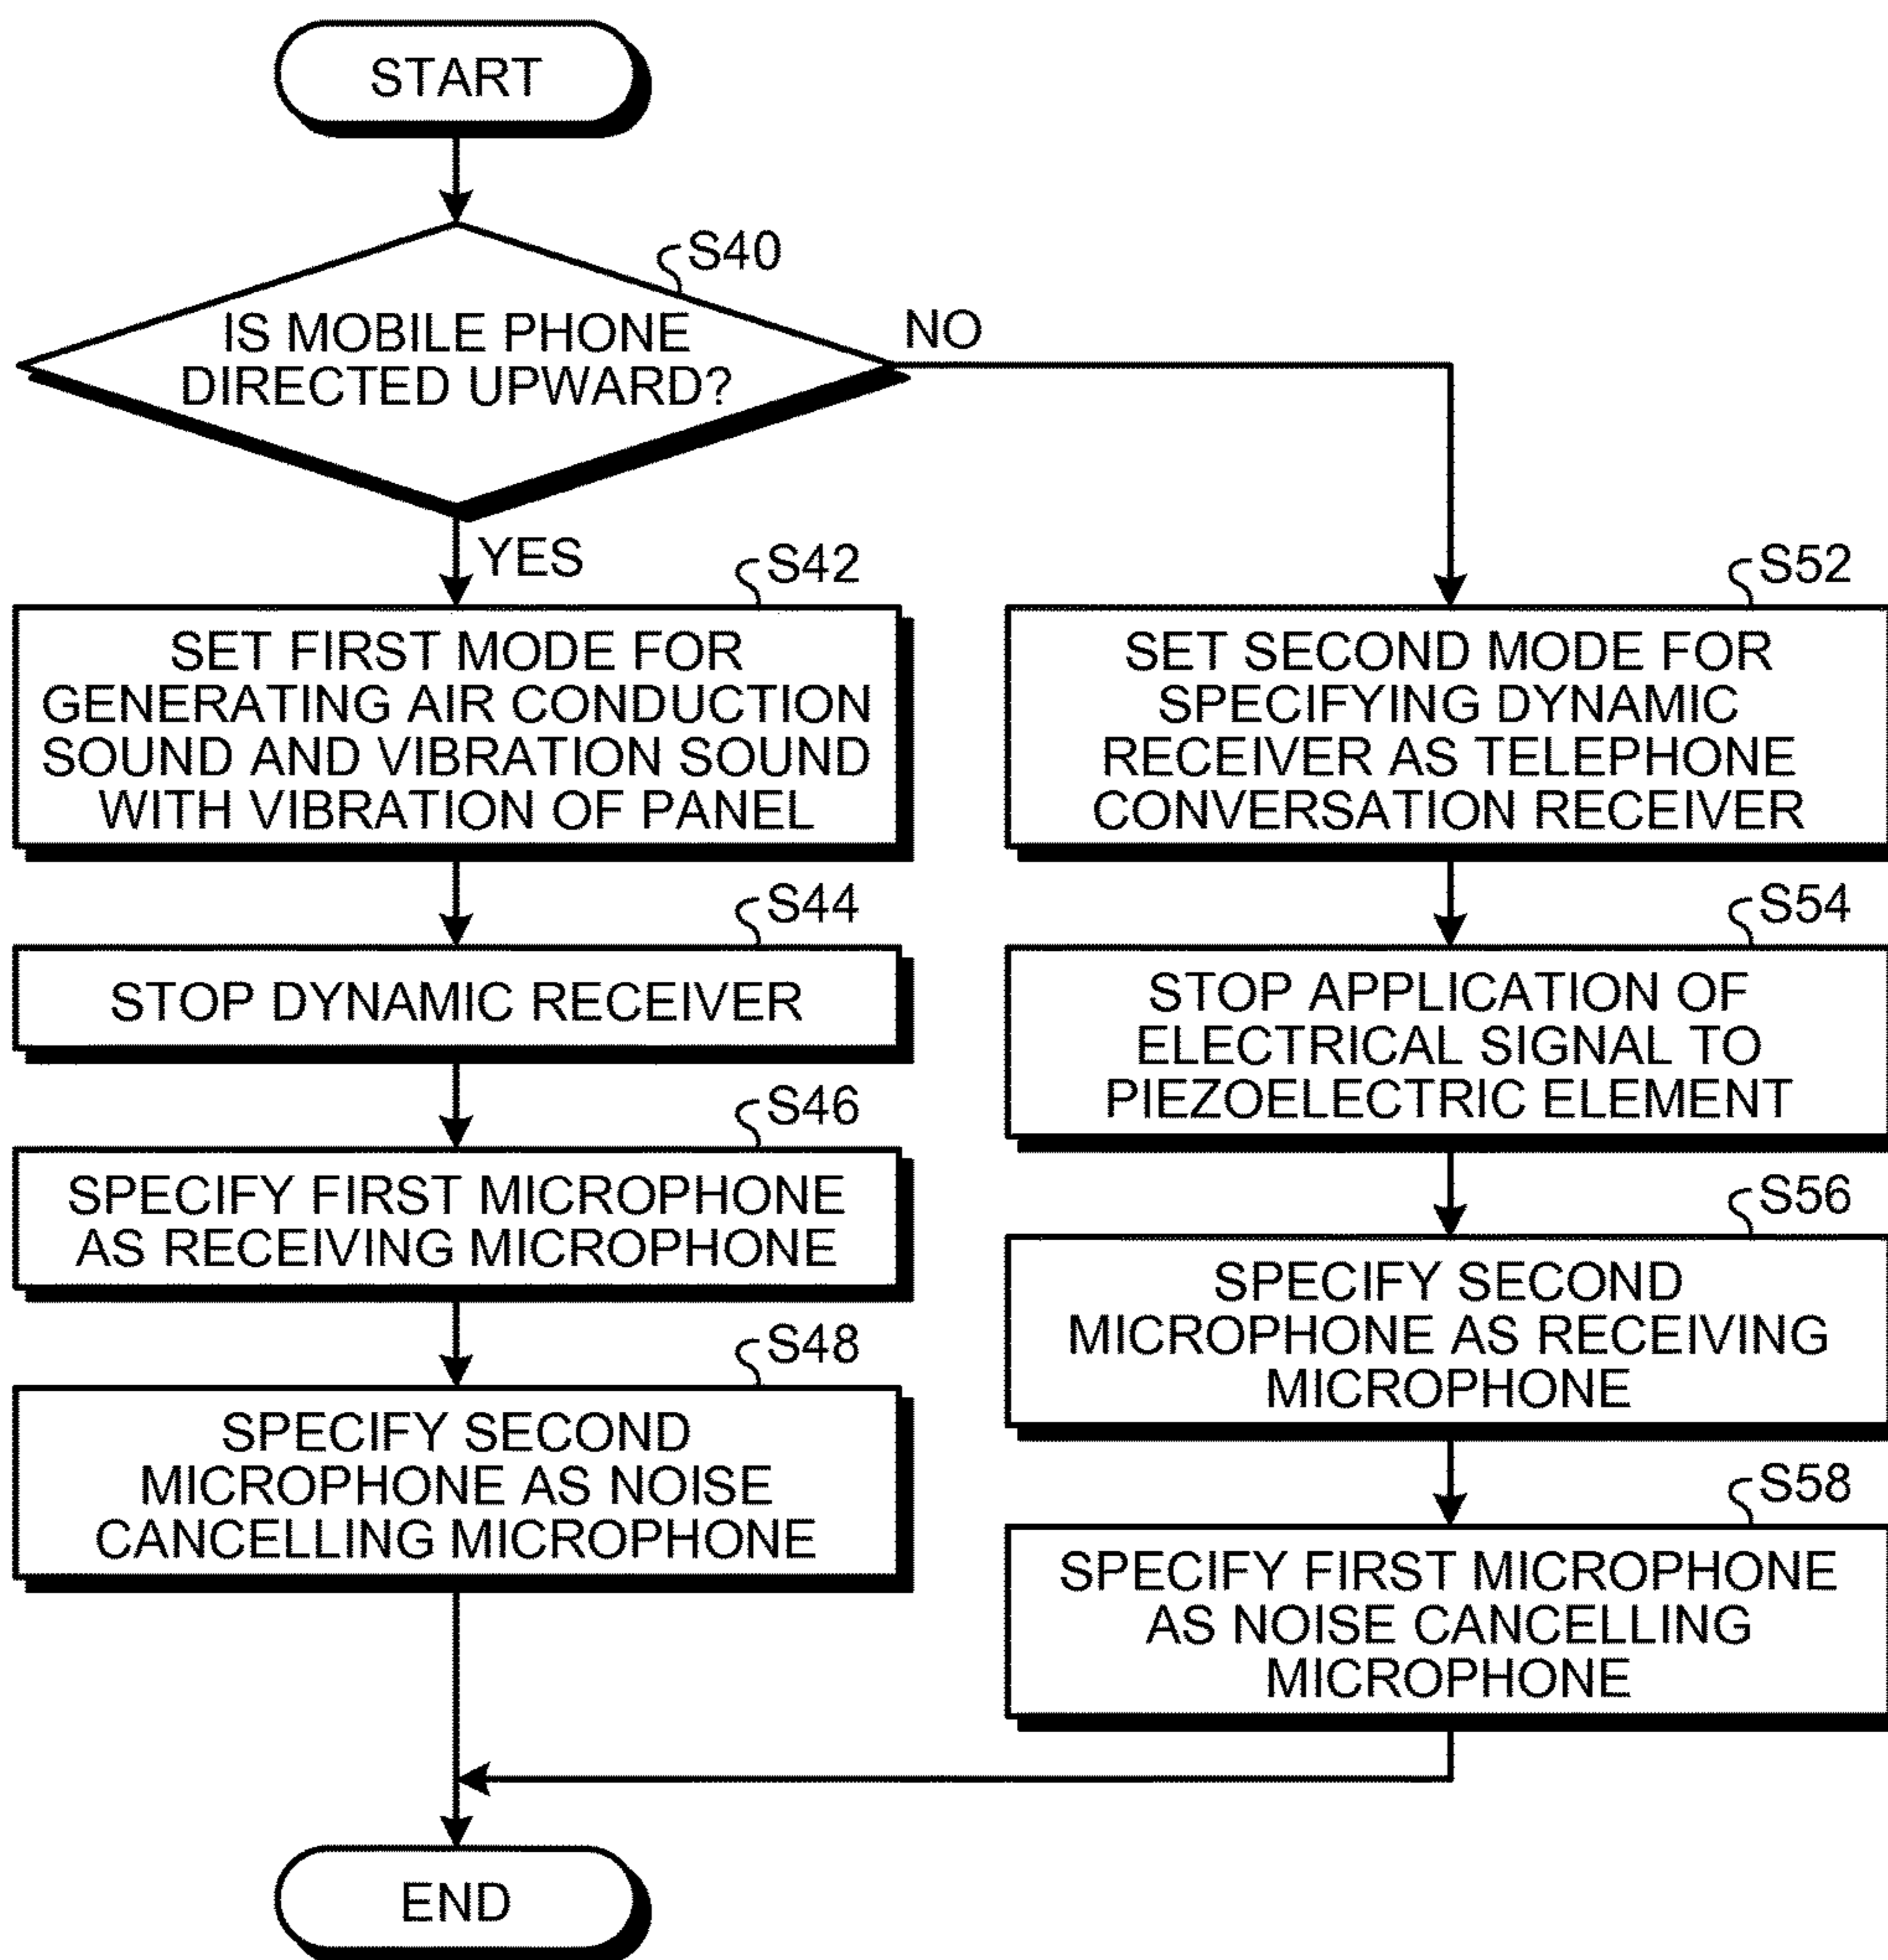 START
S40
IS MOBILE PHONE
DIRECTED UPWARD?
NO
YES
S42
SET FIRST MODE FOR
GENERATING AIR CONDUCTION
SOUND AND VIBRATION SOUND
WITH VIBRATION OF PANEL
S44
STOP DYNAMIC RECEIVER
S46
SPECIFY FIRST MICROPHONE
AS RECEIVING MICROPHONE
S48
SPECIFY SECOND
MICROPHONE AS NOISE
CANCELLING MICROPHONE
S52
SET SECOND MODE FOR
SPECIFYING DYNAMIC
RECEIVER AS TELEPHONE
CONVERSATION RECEIVER
S54
STOP APPLICATION OF
ELECTRICAL SIGNAL TO
PIEZOELECTRIC ELEMENT
S56
SPECIFY SECOND
MICROPHONE AS RECEIVING
MICROPHONE
S58
SPECIFY FIRST MICROPHONE
AS NOISE CANCELLING
MICROPHONE
END